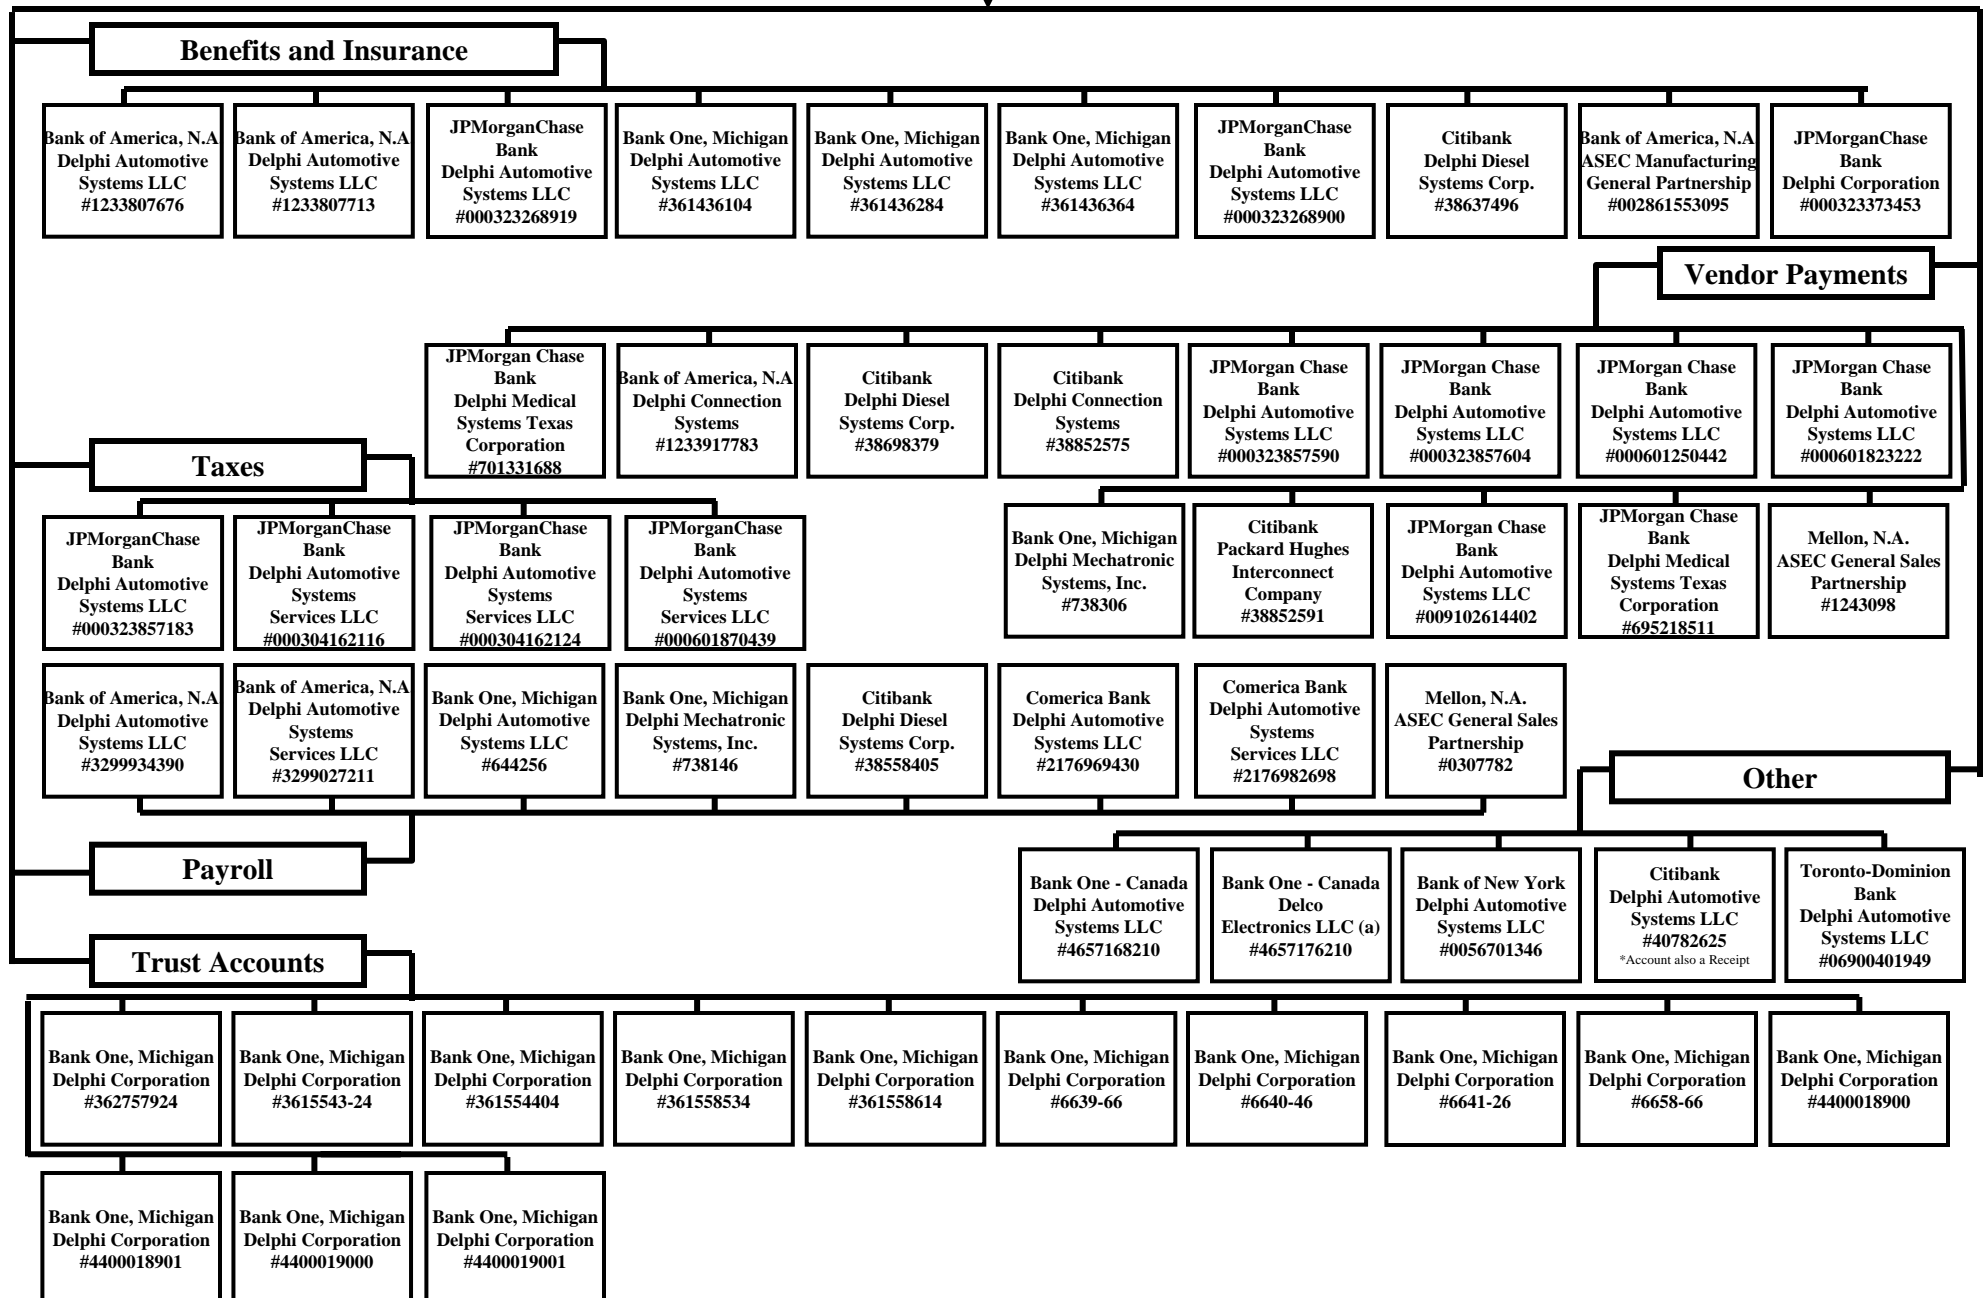 Benefits and Insurance
Bank of America, N.A
Delphi Automotive
Systems LLC
#1233807676
Bank of America, N.A
Delphi Automotive
Systems LLC
#1233807713
JPMorganChase
Bank
Delphi Automotive
Systems LLC
#000323268919
Bank One, Michigan
Delphi Automotive
Systems LLC
#361436104
Bank One, Michigan
Delphi Automotive
Systems LLC
#361436284
Bank One, Michigan
Delphi Automotive
Systems LLC
#361436364
JPMorganChase
Bank
Delphi Automotive
Systems LLC
#000323268900
Citibank
Delphi Diesel
Systems Corp.
#38637496
Bank of America, N.A
ASEC Manufacturing
General Partnership
#002861553095
JPMorganChase
Bank
Delphi Corporation
#000323373453
Vendor Payments
JPMorgan Chase
Bank
Delphi Medical
Systems Texas
Corporation
#701331688
Bank of America, N.A
Delphi Connection
Systems
#1233917783
Citibank
Delphi Diesel
Systems Corp.
#38698379
Citibank
Delphi Connection
Systems
#38852575
JPMorgan Chase
Bank
Delphi Automotive
Systems LLC
#000323857590
JPMorgan Chase
Bank
Delphi Automotive
Systems LLC
#000323857604
JPMorgan Chase
Bank
Delphi Automotive
Systems LLC
#000601250442
JPMorgan Chase
Bank
Delphi Automotive
Systems LLC
#000601823222
Bank One, Michigan
Delphi Mechatronic
Systems, Inc.
#738306
Citibank
Packard Hughes
Interconnect
Company
#38852591
JPMorgan Chase
Bank
Delphi Automotive
Systems LLC
#009102614402
JPMorgan Chase
Bank
Delphi Medical
Systems Texas
Corporation
#695218511
Mellon, N.A.
ASEC General Sales
Partnership
#1243098
Taxes
JPMorganChase
Bank
Delphi Automotive
Systems LLC
#000323857183
JPMorganChase
Bank
Delphi Automotive
Systems
Services LLC
#000304162116
JPMorganChase
Bank
Delphi Automotive
Systems
Services LLC
#000304162124
JPMorganChase
Bank
Delphi Automotive
Systems
Services LLC
#000601870439
Bank of America, N.A
Delphi Automotive
Systems LLC
#3299934390
Bank of America, N.A
Delphi Automotive
Systems
Services LLC
#3299027211
Bank One, Michigan
Delphi Automotive
Systems LLC
#644256
Bank One, Michigan
Delphi Mechatronic
Systems, Inc.
#738146
Citibank
Delphi Diesel
Systems Corp.
#38558405
Comerica Bank
Delphi Automotive
Systems LLC
#2176969430
Comerica Bank
Delphi Automotive
Systems
Services LLC
#2176982698
Mellon, N.A.
ASEC General Sales
Partnership
#0307782
Payroll
Other
Bank One - Canada
Delphi Automotive
Systems LLC
#4657168210
Bank One - Canada
Delco
Electronics LLC (a)
#4657176210
Bank of New York
Delphi Automotive
Systems LLC
#0056701346
Citibank
Delphi Automotive
Systems LLC
#40782625
*Account also a Receipt
Toronto-Dominion
Bank
Delphi Automotive
Systems LLC
#06900401949
Trust Accounts
Bank One, Michigan
Delphi Corporation
#362757924
Bank One, Michigan
Delphi Corporation
#3615543-24
Bank One, Michigan
Delphi Corporation
#361554404
Bank One, Michigan
Delphi Corporation
#361558534
Bank One, Michigan
Delphi Corporation
#361558614
Bank One, Michigan
Delphi Corporation
#6639-66
Bank One, Michigan
Delphi Corporation
#6640-46
Bank One, Michigan
Delphi Corporation
#6641-26
Bank One, Michigan
Delphi Corporation
#6658-66
Bank One, Michigan
Delphi Corporation
#4400018900
Bank One, Michigan
Delphi Corporation
#4400018901
Bank One, Michigan
Delphi Corporation
#4400019000
Bank One, Michigan
Delphi Corporation
#4400019001